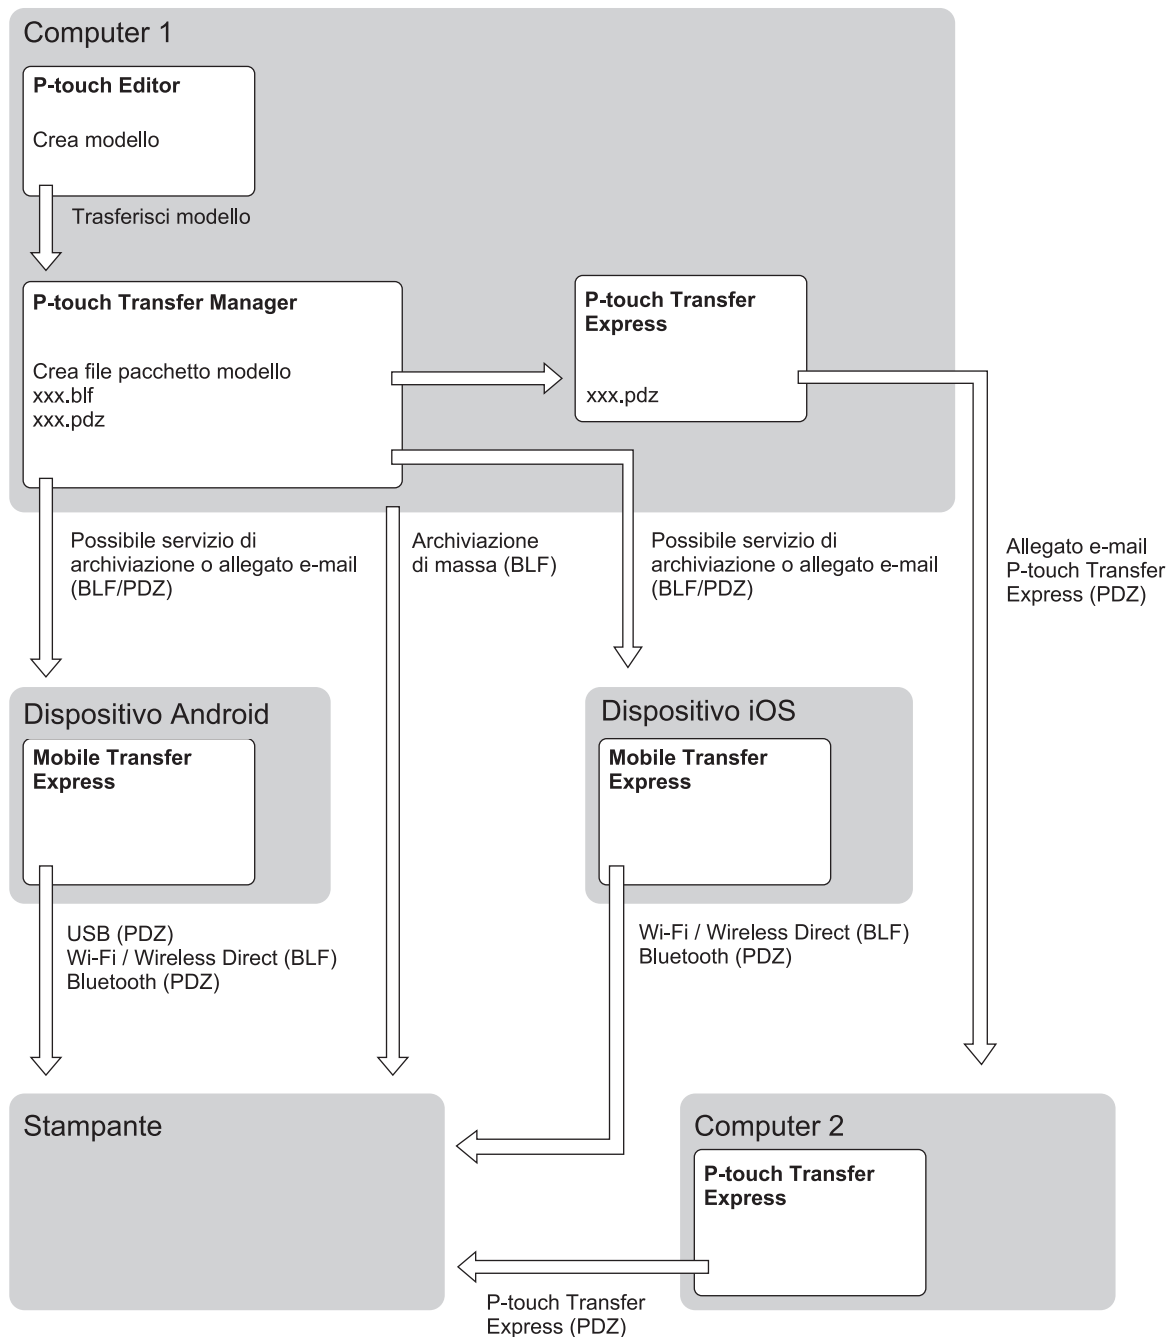 Computer 1
P-touch Editor
Crea modello
Trasferisci modello
P-touch Transfer Manager
Crea file pacchetto modello
xxx.blf
xxx.pdz
P-touch Transfer
Express
xxx.pdz
Possibile servizio di
archiviazione o allegato e-mail
(BLF/PDZ)
Archiviazione
di massa (BLF)
Possibile servizio di
archiviazione o allegato e-mail
(BLF/PDZ)
Allegato e-mail
P-touch Transfer
Express (PDZ)
Dispositivo Android
Mobile Transfer
Express
Dispositivo iOS
Mobile Transfer
Express
USB (PDZ)
Wi-Fi / Wireless Direct (BLF)
Bluetooth (PDZ)
Wi-Fi / Wireless Direct (BLF)
Bluetooth (PDZ)
Stampante
Computer 2
P-touch Transfer
Express
P-touch Transfer
Express (PDZ)